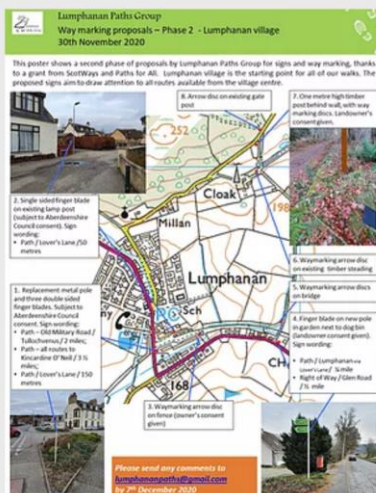 Lumphanan Paths Group
Way marking proposals – Phase 2 - Lumphanan village
30th November 2020
This poster shows a second phase of proposals by Lumphanan Paths Group for signs and way marking, thanks
to a grant from ScotWays and Paths for All. Lumphanan village is the starting point for all of our walks. The
proposed signs aim to draw attention to all routes available from the village centre.
8. Arrow disc on existing gate
post
7. One metre high timber
post behind wall, with way
marking discs. Landowner's
consent given.
252
Cloak
198
Millan
2. Single sided finger blade
on existing lamp post
(subject to Aberdeenshire
Council consent). Sign
wording:
• Path / Lover's Lane /50
metres
Lumphanan
Sch
6. Waymarking arrow disc
on existing timber steading
5. Waymarking arrow discs
on bridge
1. Replacement metal pole
and three double sided
finger blades. Subject to
Aberdeenshire Council
consent. Sign wording:
• Path – Old Military Road /
Tullochvenus / 2 miles;
• Path – all routes to
Kincardine O'Neil / 3 ½
miles;
• Path / Lover's Lane / 150
metres
4. Finger blade on new pole
in garden next to dog bin
(landowner consent given).
Sign wording:
• Path / Lumphanan via
Lover's Lane / ¼ mile
• Right of Way / Glen Road
/ ½ mile
168
3. Waymarking arrow disc
on fence (owner's consent
given)
Please send any comments to
lumphananpaths@gmail.com
by 7th December 2020